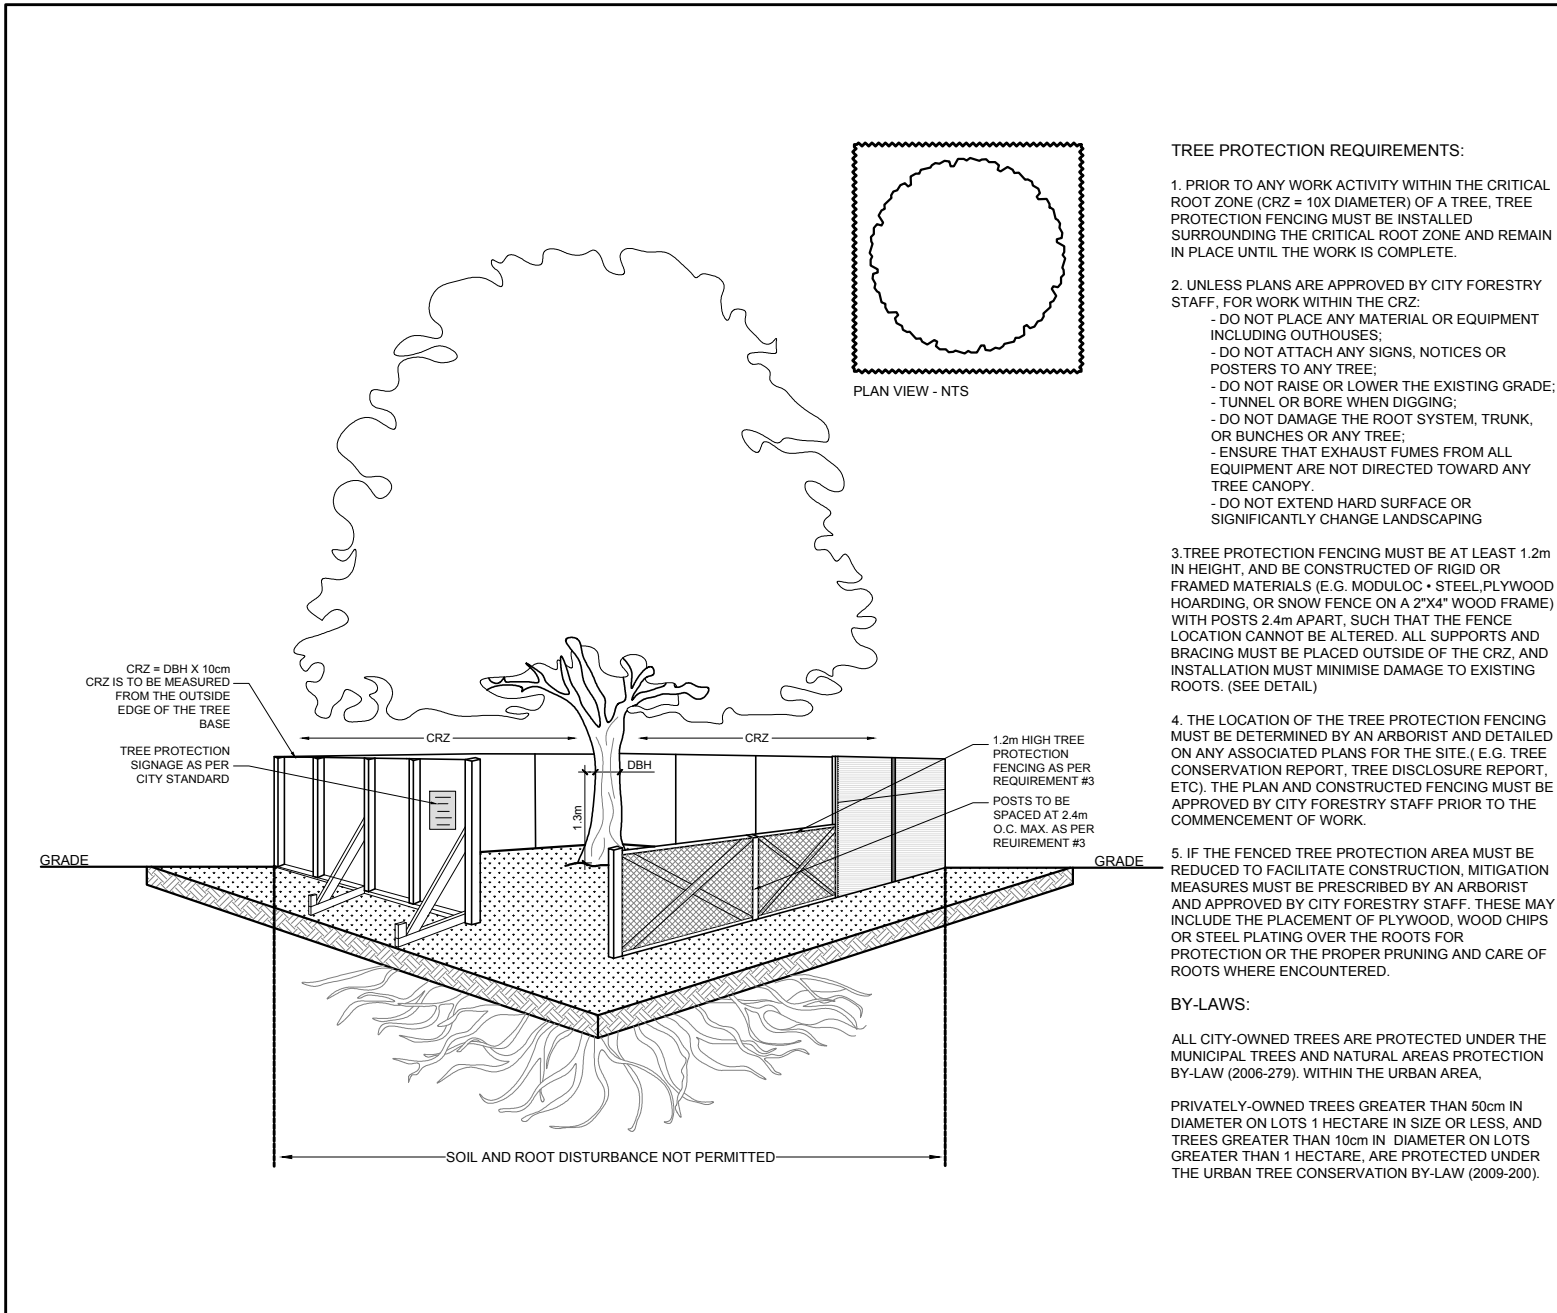 PLAN VIEW - NTS
CRZ = DBH X 10cm
CRZ IS TO BE MEASURED
FROM THE OUTSIDE
EDGE OF THE TREE
BASE
TREE PROTECTION
SIGNAGE AS PER
CITY STANDARD
CRZ
CRZ
DBH
1.3m
1.2m HIGH TREE
PROTECTION
FENCING AS PER
REQUIREMENT #3
POSTS TO BE
SPACED AT 2.4m
O.C. MAX. AS PER
REUIREMENT #3
GRADE
GRADE
SOIL AND ROOT DISTURBANCE NOT PERMITTED
TREE PROTECTION REQUIREMENTS:
1. PRIOR TO ANY WORK ACTIVITY WITHIN THE CRITICAL
ROOT ZONE (CRZ = 10X DIAMETER) OF A TREE, TREE
PROTECTION FENCING MUST BE INSTALLED
SURROUNDING THE CRITICAL ROOT ZONE AND REMAIN
IN PLACE UNTIL THE WORK IS COMPLETE.
2. UNLESS PLANS ARE APPROVED BY CITY FORESTRY
STAFF, FOR WORK WITHIN THE CRZ:
- DO NOT PLACE ANY MATERIAL OR EQUIPMENT
INCLUDING OUTHOUSES;
- DO NOT ATTACH ANY SIGNS, NOTICES OR
POSTERS TO ANY TREE;
- DO NOT RAISE OR LOWER THE EXISTING GRADE;
- TUNNEL OR BORE WHEN DIGGING;
- DO NOT DAMAGE THE ROOT SYSTEM, TRUNK,
OR BUNCHES OR ANY TREE;
- ENSURE THAT EXHAUST FUMES FROM ALL
EQUIPMENT ARE NOT DIRECTED TOWARD ANY
TREE CANOPY.
- DO NOT EXTEND HARD SURFACE OR
SIGNIFICANTLY CHANGE LANDSCAPING
3.TREE PROTECTION FENCING MUST BE AT LEAST 1.2m
IN HEIGHT, AND BE CONSTRUCTED OF RIGID OR
FRAMED MATERIALS (E.G. MODULOC • STEEL,PLYWOOD
HOARDING, OR SNOW FENCE ON A 2"X4" WOOD FRAME)
WITH POSTS 2.4m APART, SUCH THAT THE FENCE
LOCATION CANNOT BE ALTERED. ALL SUPPORTS AND
BRACING MUST BE PLACED OUTSIDE OF THE CRZ, AND
INSTALLATION MUST MINIMISE DAMAGE TO EXISTING
ROOTS. (SEE DETAIL)
4. THE LOCATION OF THE TREE PROTECTION FENCING
MUST BE DETERMINED BY AN ARBORIST AND DETAILED
ON ANY ASSOCIATED PLANS FOR THE SITE.( E.G. TREE
CONSERVATION REPORT, TREE DISCLOSURE REPORT,
ETC). THE PLAN AND CONSTRUCTED FENCING MUST BE
APPROVED BY CITY FORESTRY STAFF PRIOR TO THE
COMMENCEMENT OF WORK.
5. IF THE FENCED TREE PROTECTION AREA MUST BE
REDUCED TO FACILITATE CONSTRUCTION, MITIGATION
MEASURES MUST BE PRESCRIBED BY AN ARBORIST
AND APPROVED BY CITY FORESTRY STAFF. THESE MAY
INCLUDE THE PLACEMENT OF PLYWOOD, WOOD CHIPS
OR STEEL PLATING OVER THE ROOTS FOR
PROTECTION OR THE PROPER PRUNING AND CARE OF
ROOTS WHERE ENCOUNTERED.
BY-LAWS:
ALL CITY-OWNED TREES ARE PROTECTED UNDER THE
MUNICIPAL TREES AND NATURAL AREAS PROTECTION
BY-LAW (2006-279). WITHIN THE URBAN AREA,
PRIVATELY-OWNED TREES GREATER THAN 50cm IN
DIAMETER ON LOTS 1 HECTARE IN SIZE OR LESS, AND
TREES GREATER THAN 10cm IN DIAMETER ON LOTS
GREATER THAN 1 HECTARE, ARE PROTECTED UNDER
THE URBAN TREE CONSERVATION BY-LAW (2009-200).